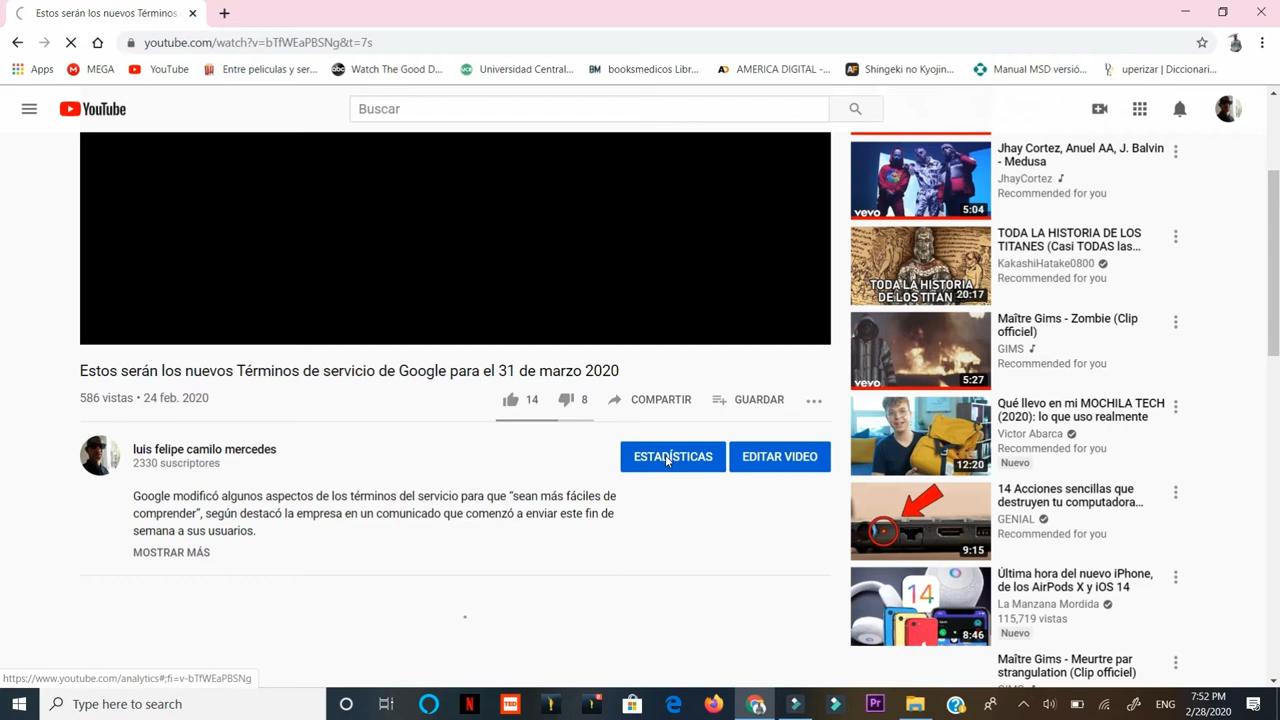 Estos serán los nuevos Términos
youtube.com/watch?v=bTfWEaPBSNg&t=7s
Apps
MEGA
YouTube
Entre peliculas y ser...
Watch The Good D...
Universidad Central...
booksmedicos Libr...
AMERICA DIGITAL -...
Shingeki no Kyojin...
Manual MSD versió...
uperizar | Diccionari...
YouTube
Buscar
Jhay Cortez, Anuel AA, J. Balvin
- Medusa
JhayCortez
Recommended for you
vevo
5:04
TODA LA HISTORIA DE LOS
TITANES (Casi TODAS las...
KakashiHatake0800
Recommended for you
TODA LA HISTORIA
DE LOS TITAN
20:17
Maître Gims - Zombie (Clip
officiel)
GIMS
Recommended for you
vevo
5:27
Estos serán los nuevos Términos de servicio de Google para el 31 de marzo 2020
586 vistas • 24 feb. 2020
14
8
COMPARTIR
GUARDAR
Qué llevo en mi MOCHILA TECH
(2020): lo que uso realmente
Victor Abarca
Recommended for you
Nuevo
12:20
luis felipe camilo mercedes
2330 suscriptores
ESTADÍSTICAS
EDITAR VIDEO
Google modificó algunos aspectos de los términos del servicio para que “sean más fáciles de
comprender”, según destacó la empresa en un comunicado que comenzó a enviar este fin de
semana a sus usuarios.
MOSTRAR MÁS
14 Acciones sencillas que
destruyen tu computadora...
GENIAL
Recommended for you
9:15
Última hora del nuevo iPhone,
de los AirPods X y iOS 14
La Manzana Mordida
115,719 vistas
Nuevo
14
8:46
Maître Gims - Meurtre par
strangulation (Clip officiel)
https://www.youtube.com/analytics#;fi=v-bTfWEaPBSNg
Type here to search
N
TED
Pr
ENG
7:52 PM
2/28/2020